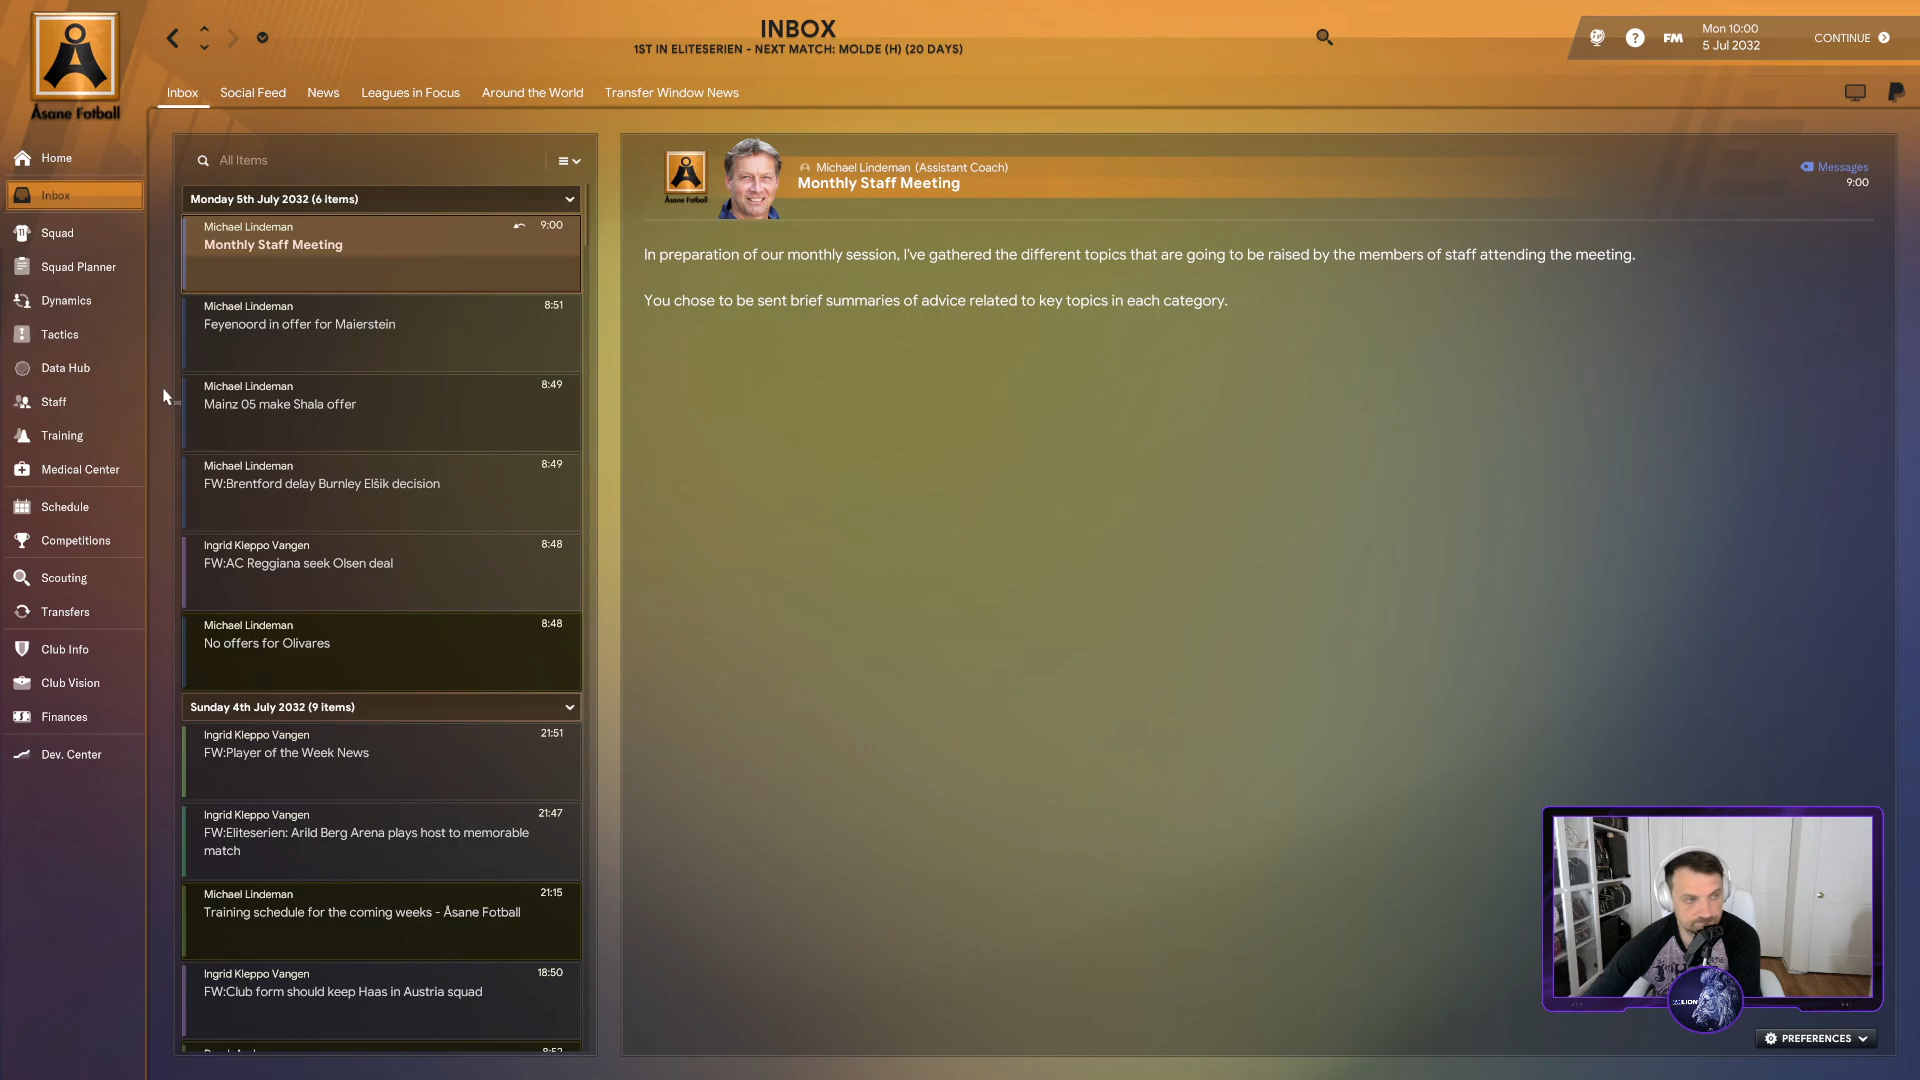 INBOX
1ST IN ELITESERIEN - NEXT MATCH: MOLDE (H) (20 DAYS)
FM
Mon 10:00
5 Jul 2032
CONTINUE
Åsane Fotball
Inbox
Social Feed
News
Leagues in Focus
Around the World
Transfer Window News
Home
Inbox
Squad
Squad Planner
Dynamics
Tactics
Data Hub
Staff
Training
Medical Center
Schedule
Competitions
Scouting
Transfers
Club Info
Club Vision
Finances
Dev. Center
All Items
Monday 5th July 2032 (6 items)
Michael Lindeman
9:00
Monthly Staff Meeting
Michael Lindeman
8:51
Feyenoord in offer for Maierstein
Michael Lindeman
8:49
Mainz 05 make Shala offer
Michael Lindeman
8:49
FW:Brentford delay Burnley Elšik decision
Ingrid Kleppo Vangen
8:48
FW:AC Reggiana seek Olsen deal
Michael Lindeman
8:48
No offers for Olivares
Sunday 4th July 2032 (9 items)
Ingrid Kleppo Vangen
21:51
FW:Player of the Week News
Ingrid Kleppo Vangen
21:47
FW:Eliteserien: Arild Berg Arena plays host to memorable
match
Michael Lindeman
21:15
Training schedule for the coming weeks - Åsane Fotball
Ingrid Kleppo Vangen
18:50
FW:Club form should keep Haas in Austria squad
Åsane Fotball
Michael Lindeman (Assistant Coach)
Monthly Staff Meeting
Messages
9:00
In preparation of our monthly session, I've gathered the different topics that are going to be raised by the members of staff attending the meeting.
You chose to be sent brief summaries of advice related to key topics in each category.
PREFERENCES